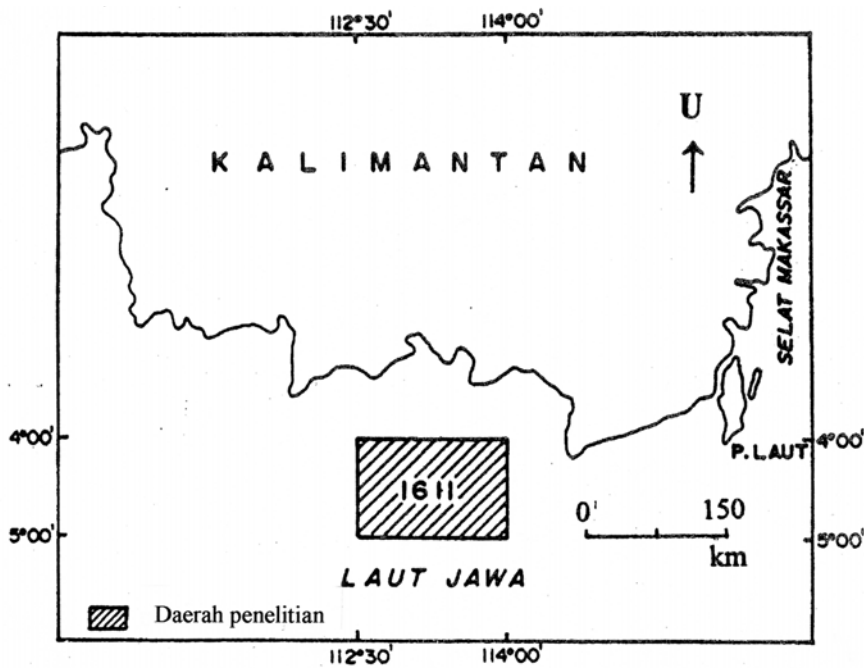 112°30' 114°00'
U
KALIMANTAN
SELAT MAKASSAR
4°00' 4°00'
P. LAUT
1611
0' 150
km
5°00' 5°00'
LAUT JAWA
Daerah penelitian
112°30' 114°00'